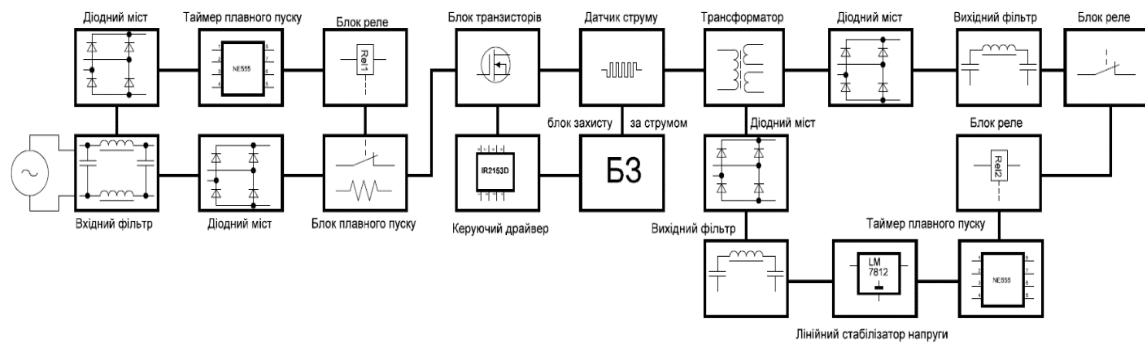 Діодний міст
Таймер плавного пуску
Блок реле
Блок транзисторів
Датчик струму
Трансформатор
Діодний міст
Вихідний фільтр
Блок реле
NE555
Rel1
блок захисту
за струмом
Діодний міст
Блок реле
IR2153D
БЗ
Rel2
Вхідний фільтр
Діодний міст
Блок плавного пуску
Керуючий драйвер
Вихідний фільтр
Таймер плавного пуску
LM
7812
NE555
Лінійний стабілізатор напруги